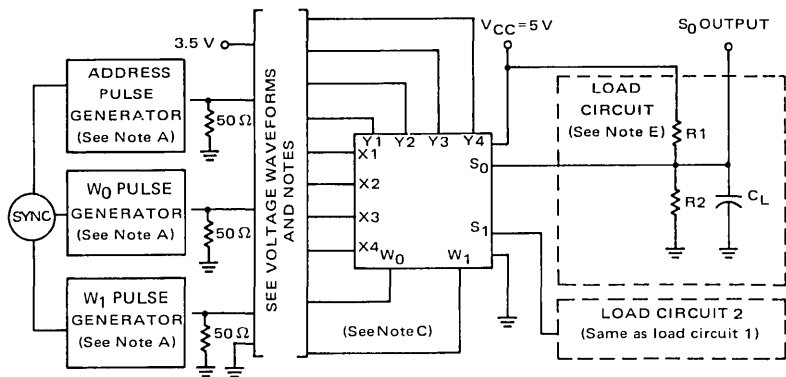 3.5 V
ADDRESS
PULSE
GENERATOR
(See Note A)
50 Ω
W0 PULSE
GENERATOR
(See Note A)
50 Ω
SYNC
W1 PULSE
GENERATOR
(See Note A)
50 Ω
SEE VOLTAGE WAVEFORMS
AND NOTES
VCC = 5 V
S0 OUTPUT
Y1 Y2 Y3 Y4
X1
X2
X3
X4
W0 W1
S0
S1
(See Note C)
LOAD
CIRCUIT
(See Note E)
R1
R2
CL
LOAD CIRCUIT 2
(Same as load circuit 1)